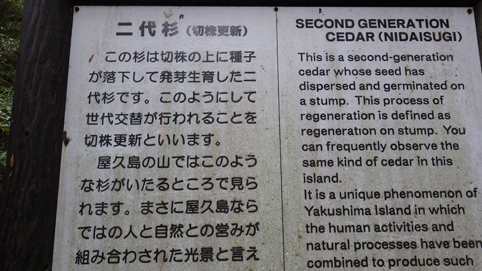 二代杉(切株更新)
この杉は切株の上に種子
が落下して発芽生育した二
代杉です。このようにして
世代交替が行われることを
切株更新といいます。
屋久島の山ではこのよう
な杉がいたるところで見ら
れます。まさに屋久島なら
ではの人と自然との営みが
組み合わされた光景と言え
SECOND GENERATION
CEDAR (NIDAISUGI)
This is a second-generation
cedar whose seed has
dispersed and germinated on
a stump. This process of
regeneration is defined as
regeneration on stump. You
can frequently observe the
same kind of cedar in this
island.
It is a unique phenomenon of
Yakushima Island in which
the human activities and
natural processes have been
combined to produce such